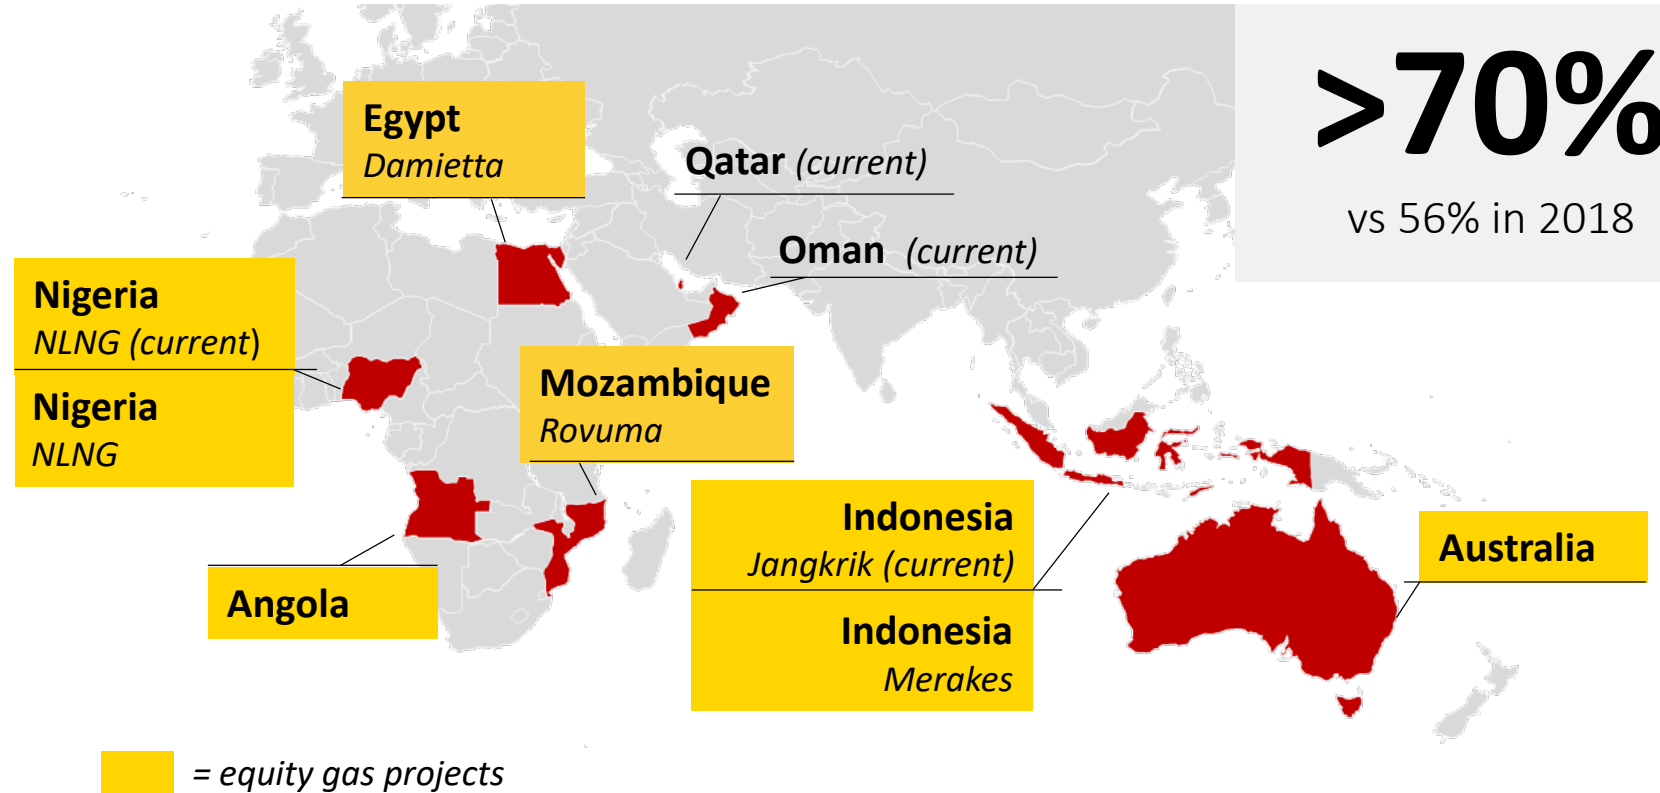 >70%
vs 56% in 2018
Egypt
Damietta
Qatar (current)
Oman (current)
Nigeria
NLNG (current)
Nigeria
NLNG
Mozambique
Rovuma
Angola
Indonesia
Jangkrik (current)
Indonesia
Merakes
Australia
= equity gas projects